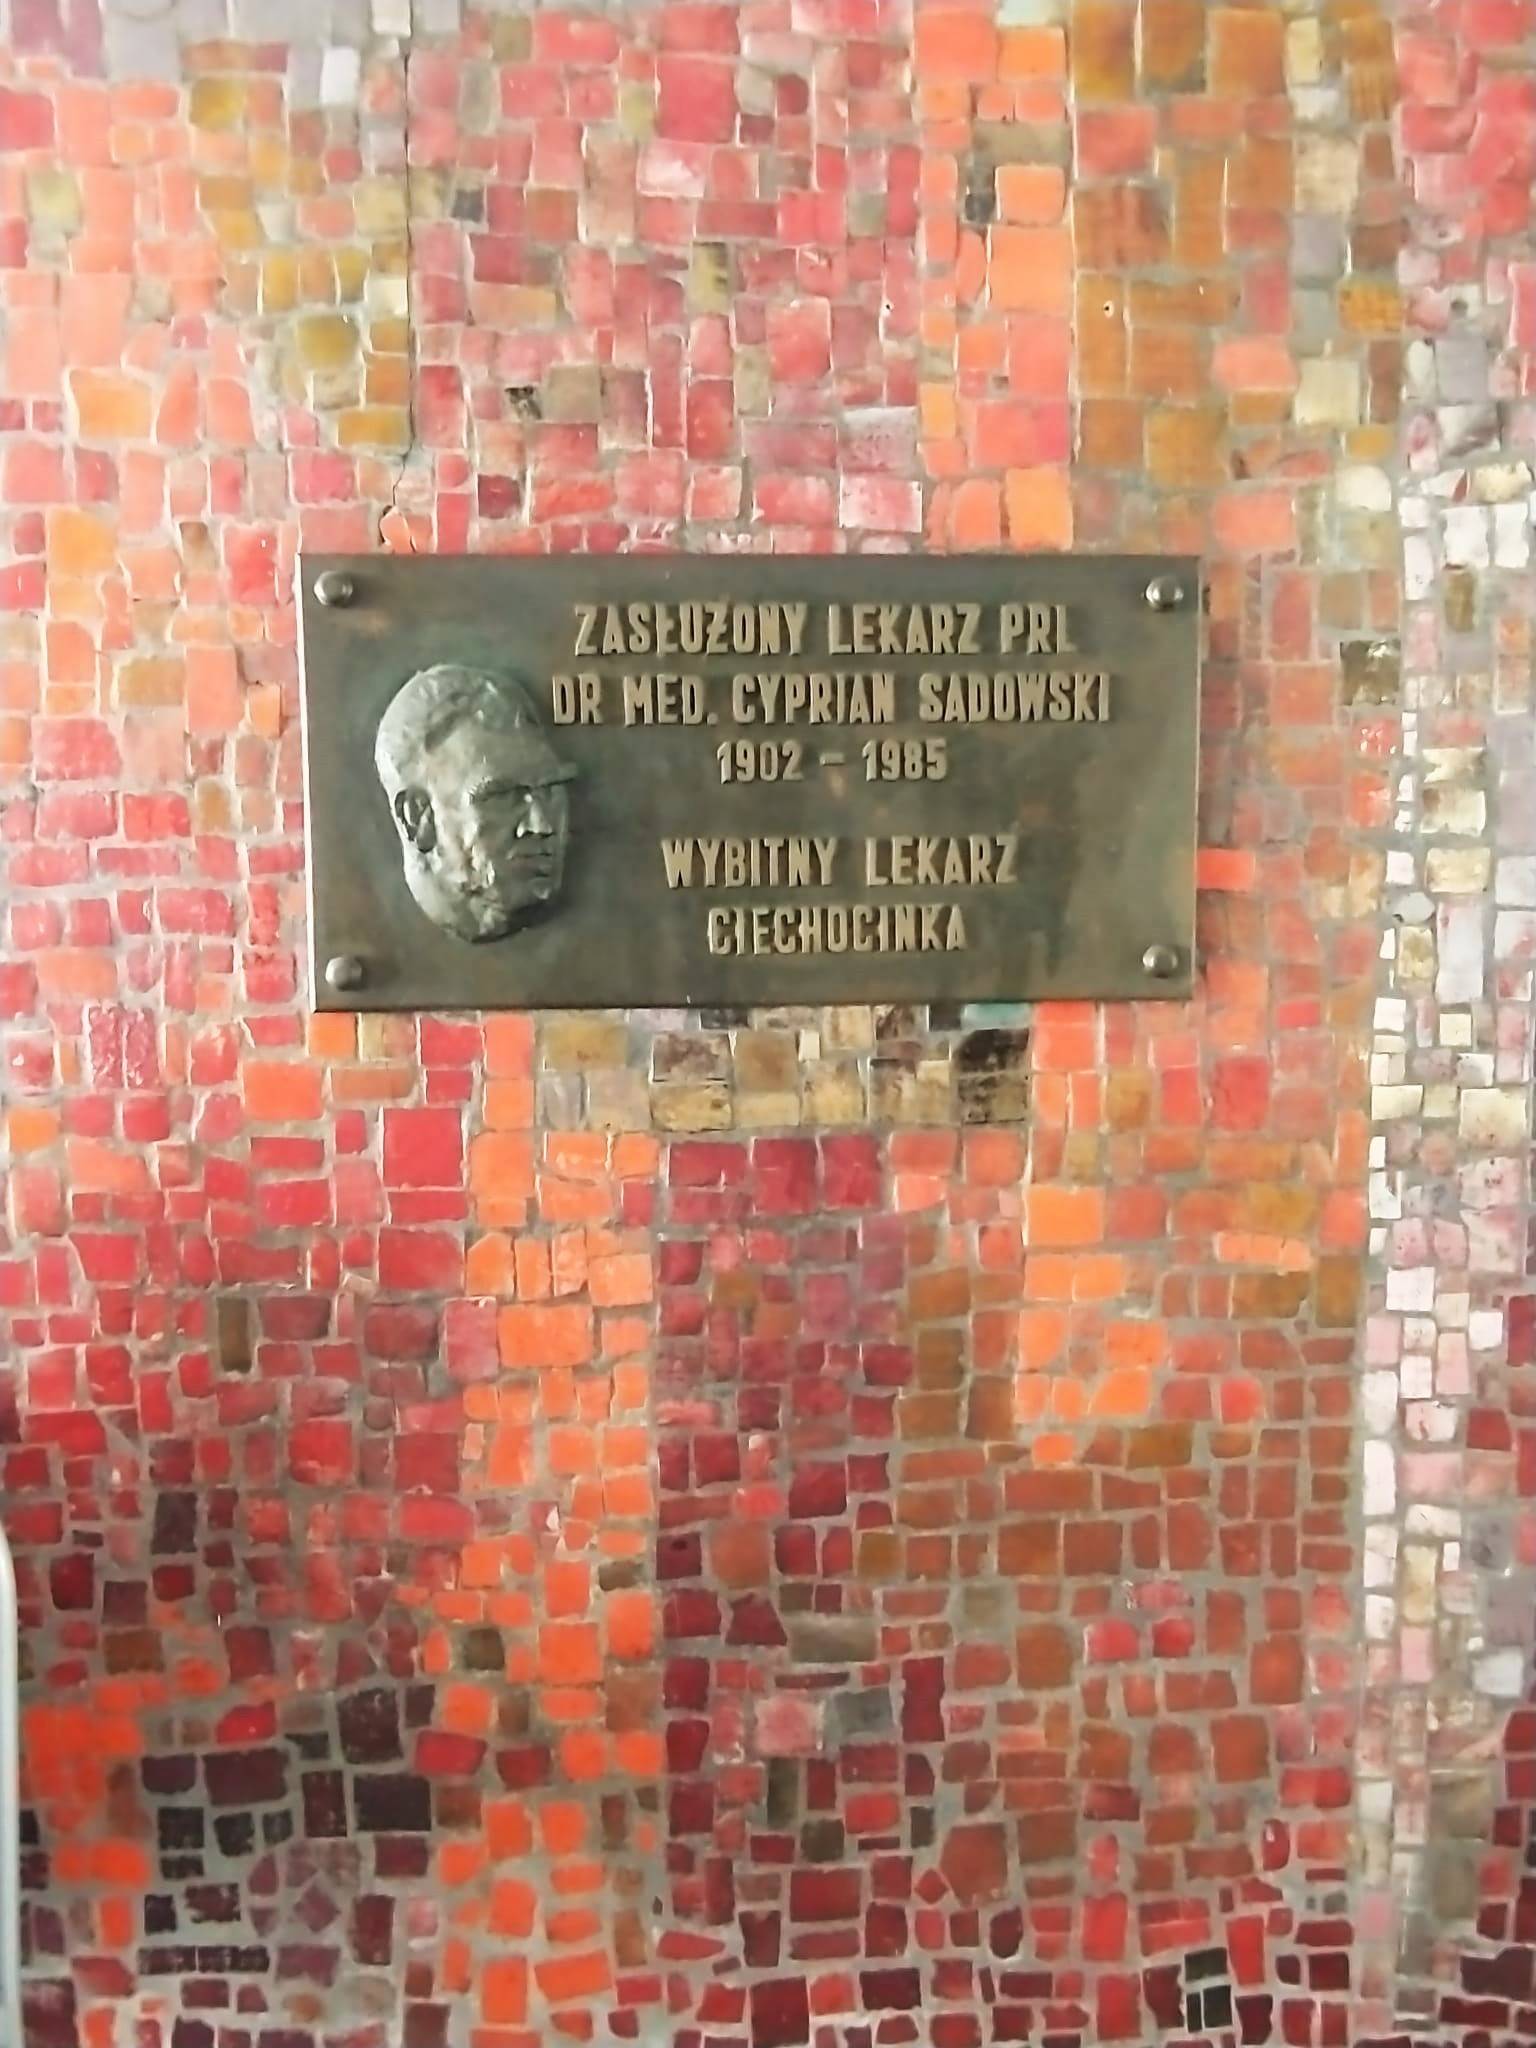 ZASŁUŻONY LEKARZ PRL
DR MED. CYPRIAN SADOWSKI
1902 – 1985
WYBITNY LEKARZ
CIECHOCINKA